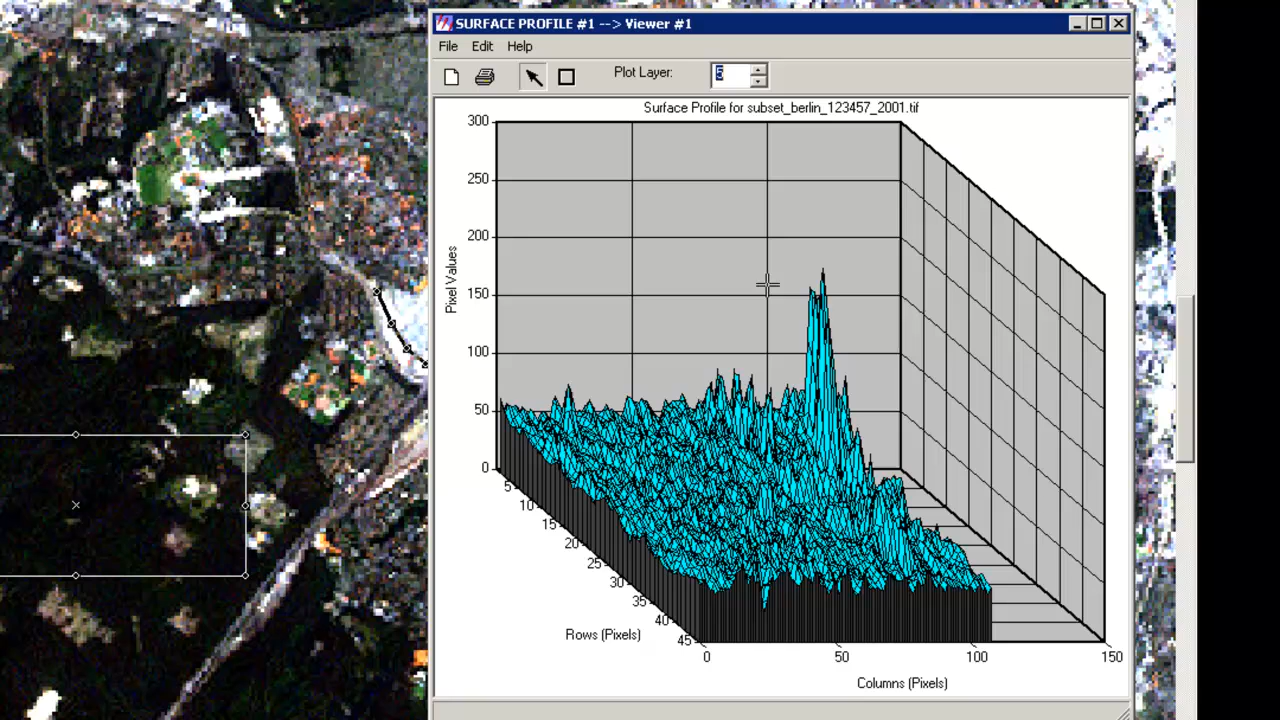 SURFACE PROFILE #1 --> Viewer #1
File Edit Help
Plot Layer: 5
Surface Profile for subset_berlin_123457_2001.tif
300
250
200
150
100
50
0
Pixel Values
5
10
15
20
25
30
35
40
45
Rows (Pixels)
0 50 100 150
Columns (Pixels)